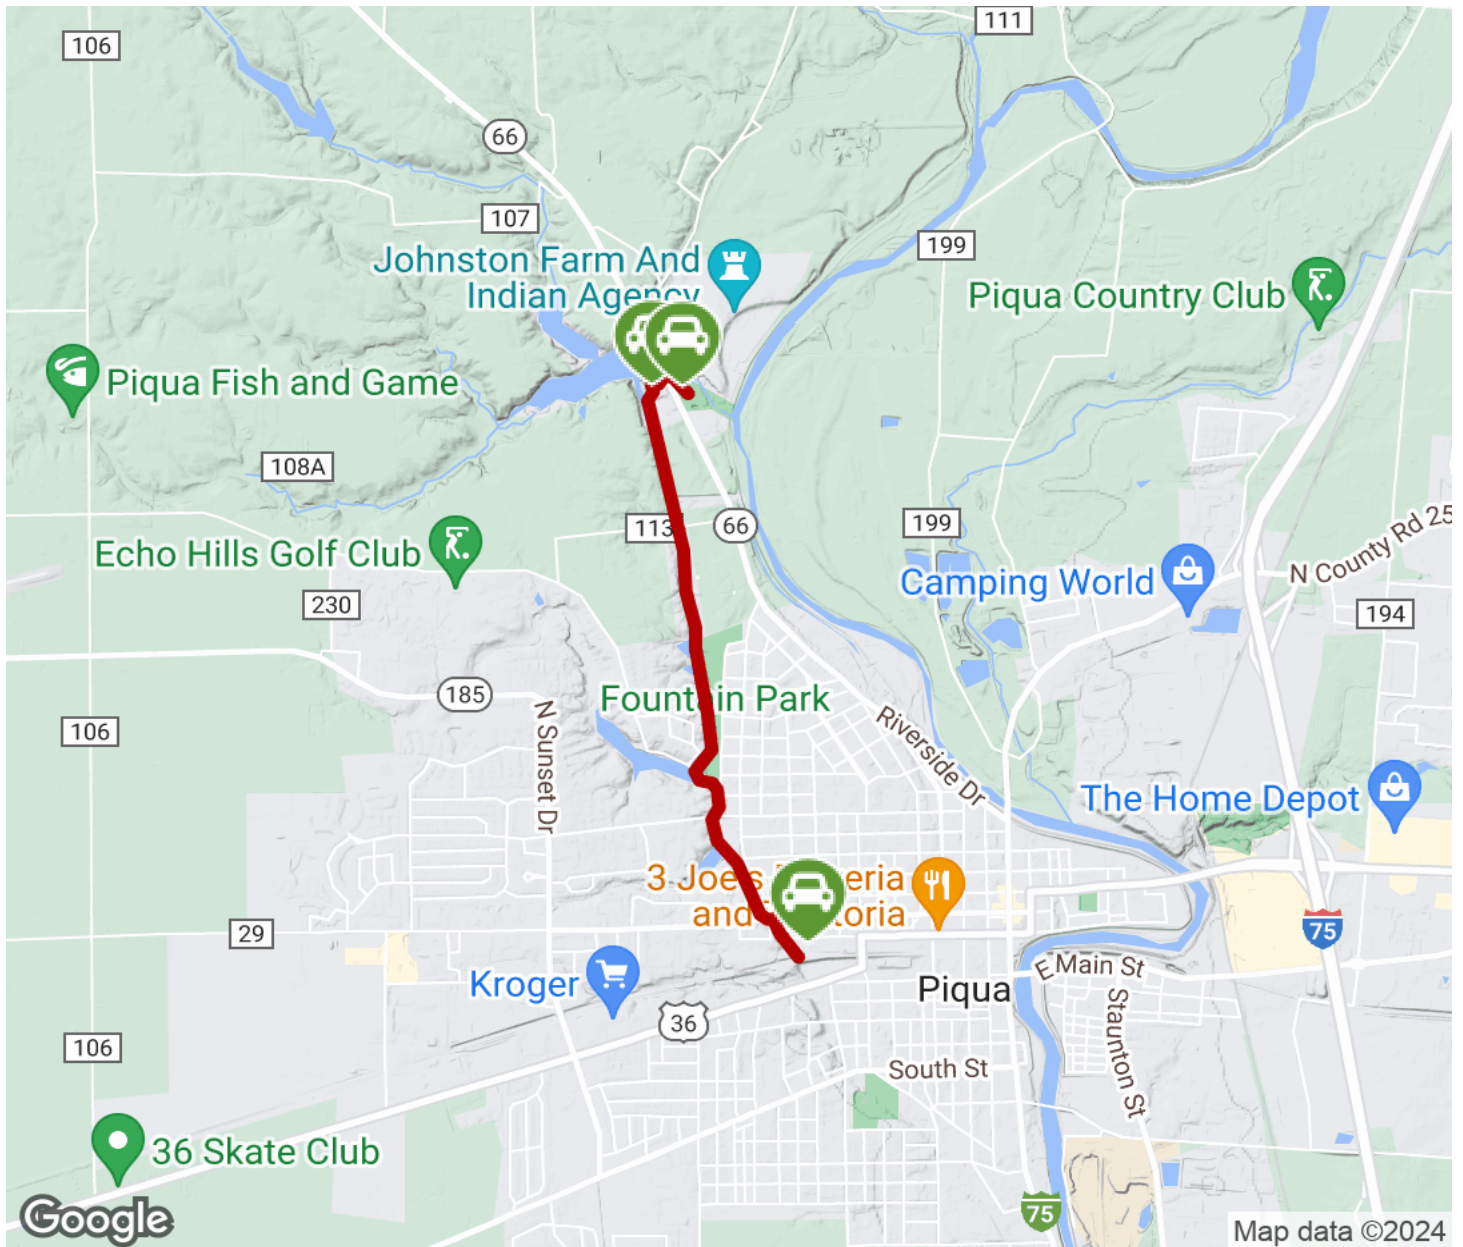 106
111
66
107
199
Johnston Farm And
Indian Agency
Piqua Country Club
Piqua Fish and Game
108A
113
66
199
Echo Hills Golf Club
N County Rd 25
Camping World
230
194
185
Fountain Park
N Sunset Dr
Riverside Dr
106
The Home Depot
3 Joe's
eria
and
toria
29
75
Kroger
E Main St
Piqua
36
Staunton St
106
South St
36 Skate Club
75
Google
Map data ©2024